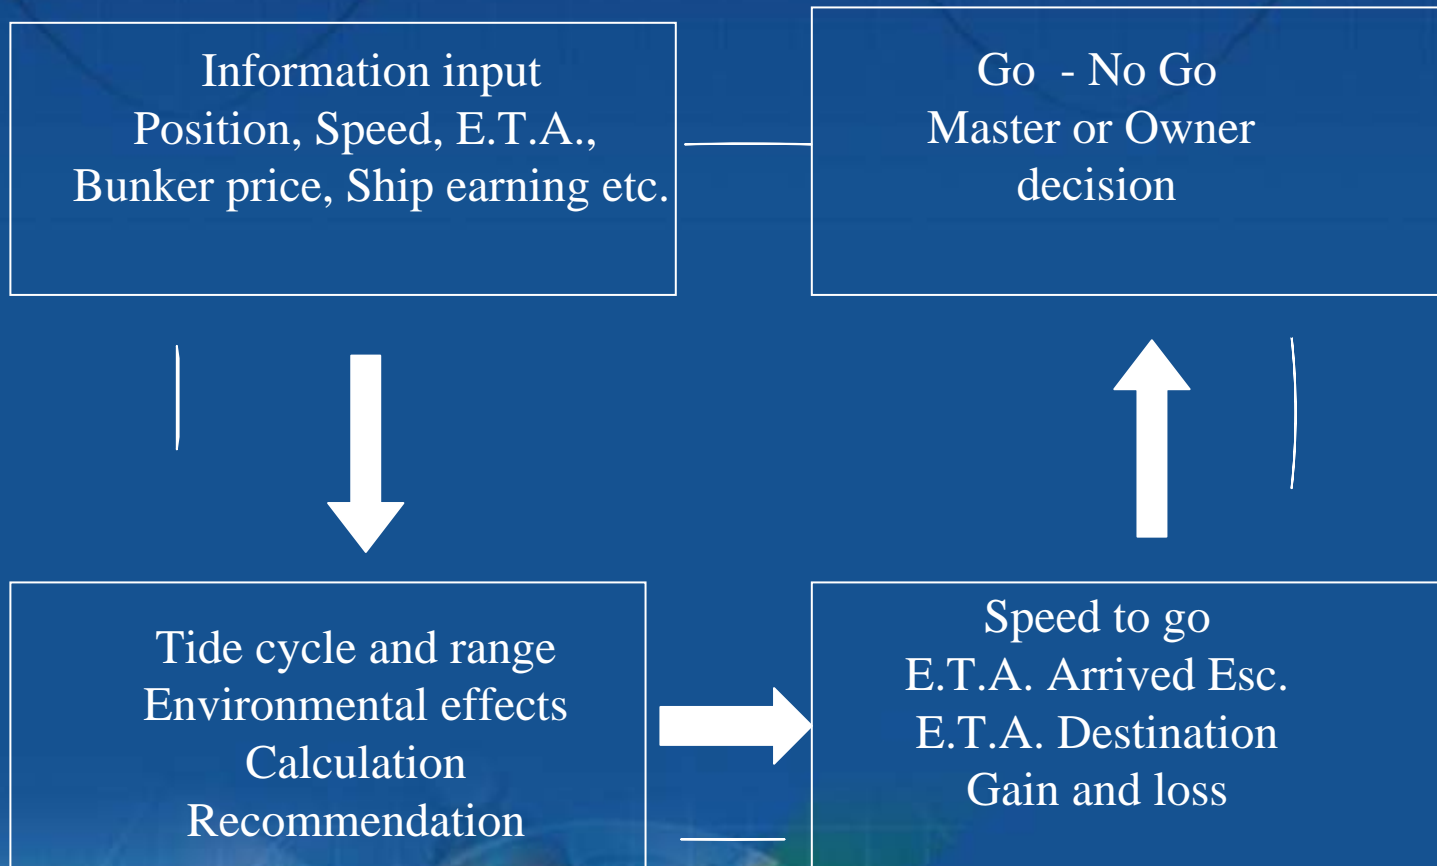 Information input
Position, Speed, E.T.A.,
Bunker price, Ship earning etc.
Go - No Go
Master or Owner
decision
Tide cycle and range
Environmental effects
Calculation
Recommendation
Speed to go
E.T.A. Arrived Esc.
E.T.A. Destination
Gain and loss